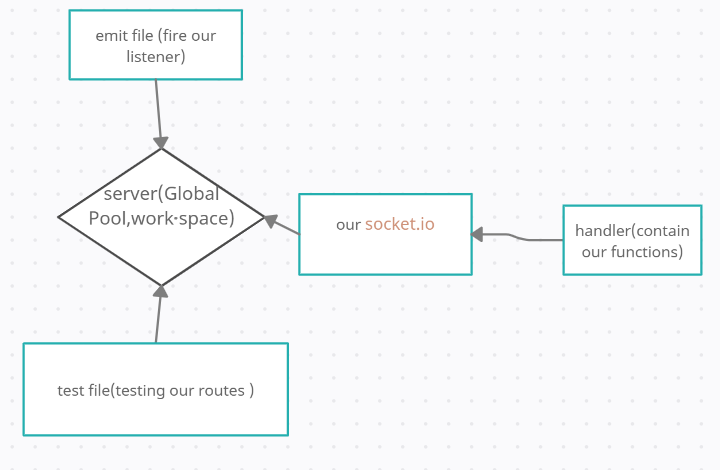 emit file (fire our
listener)
server(Global
Pool,work-space)
our socket.io
handler(contain
our functions)
test file(testing our routes )